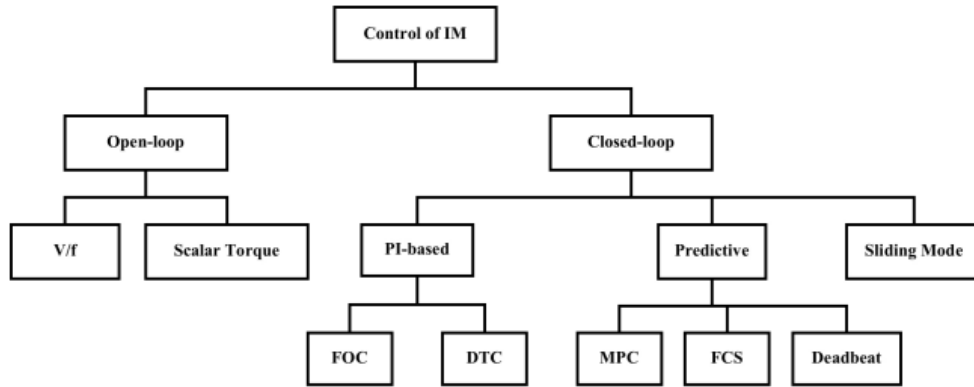 Control of IM
Open-loop
Closed-loop
V/f
Scalar Torque
PI-based
Predictive
Sliding Mode
FOC
DTC
MPC
FCS
Deadbeat